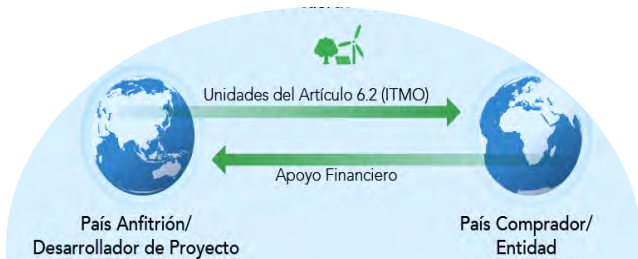 Unidades del Artículo 6.2 (ITMO)
Apoyo Financiero
País Anfitrión/
Desarrollador de Proyecto
País Comprador/
Entidad